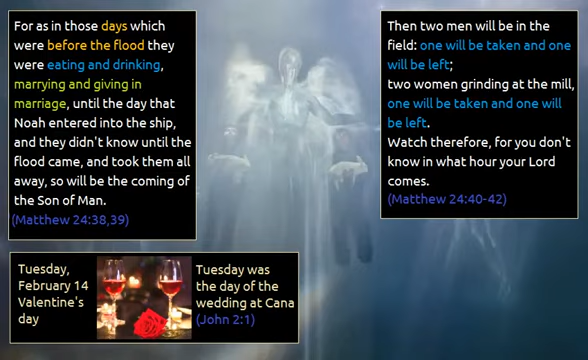 For as in those days which
were before the flood they
were eating and drinking,
marrying and giving in
marriage, until the day that
Noah entered into the ship,
and they didn't know until the
flood came, and took them all
away, so will be the coming of
the Son of Man.
(Matthew 24:38,39)
Then two men will be in the
field: one will be taken and one
will be left;
two women grinding at the mill,
one will be taken and one will
be left.
Watch therefore, for you don't
know in what hour your Lord
comes.
(Matthew 24:40-42)
Tuesday,
February 14
Valentine's
day
Tuesday was
the day of the
wedding at Cana
(John 2:1)